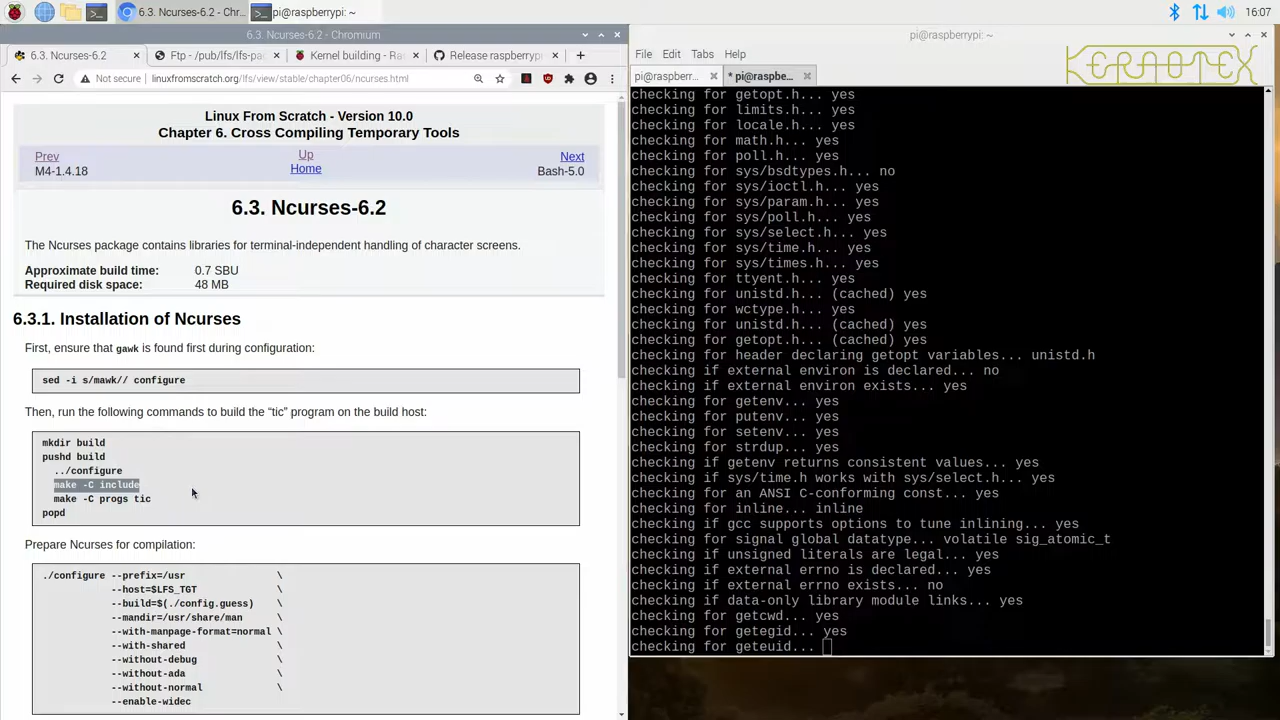 6.3. Ncurses-6.2 - Chr...
pi@raspberrypi: ~
16:07
6.3. Ncurses-6.2 - Chromium
6.3. Ncurses-6.2
Ftp - /pub/lfs/lfs-pac
Kernel building - Ras
Release raspberrypi
Not secure
linuxfromscratch.org/lfs/view/stable/chapter06/ncurses.html
Linux From Scratch - Version 10.0
Chapter 6. Cross Compiling Temporary Tools
Prev
Up
Next
M4-1.4.18
Home
Bash-5.0
6.3. Ncurses-6.2
The Ncurses package contains libraries for terminal-independent handling of character screens.
Approximate build time: 0.7 SBU
Required disk space: 48 MB
6.3.1. Installation of Ncurses
First, ensure that gawk is found first during configuration:
sed -i s/mawk// configure
Then, run the following commands to build the “tic” program on the build host:
mkdir build
pushd build
../configure
make -C include
make -C progs tic
popd
Prepare Ncurses for compilation:
./configure --prefix=/usr \
--host=$LFS_TGT \
--build=$(./config.guess) \
--mandir=/usr/share/man \
--with-manpage-format=normal \
--with-shared \
--without-debug \
--without-ada \
--without-normal \
--enable-widec
pi@raspberrypi: ~
File Edit Tabs Help
KERAOTEX
pi@raspberr...
* pi@raspbe...
checking for getopt.h... yes
checking for limits.h... yes
checking for locale.h... yes
checking for math.h... yes
checking for poll.h... yes
checking for sys/bsdtypes.h... no
checking for sys/ioctl.h... yes
checking for sys/param.h... yes
checking for sys/poll.h... yes
checking for sys/select.h... yes
checking for sys/time.h... yes
checking for sys/times.h... yes
checking for ttyent.h... yes
checking for unistd.h... (cached) yes
checking for wctype.h... yes
checking for unistd.h... (cached) yes
checking for getopt.h... (cached) yes
checking for header declaring getopt variables... unistd.h
checking if external environ is declared... no
checking if external environ exists... yes
checking for getenv... yes
checking for putenv... yes
checking for setenv... yes
checking for strdup... yes
checking if getenv returns consistent values... yes
checking if sys/time.h works with sys/select.h... yes
checking for an ANSI C-conforming const... yes
checking for inline... inline
checking if gcc supports options to tune inlining... yes
checking for signal global datatype... volatile sig_atomic_t
checking if unsigned literals are legal... yes
checking if external errno is declared... yes
checking if external errno exists... no
checking if data-only library module links... yes
checking for getcwd... yes
checking for getegid... yes
checking for geteuid...